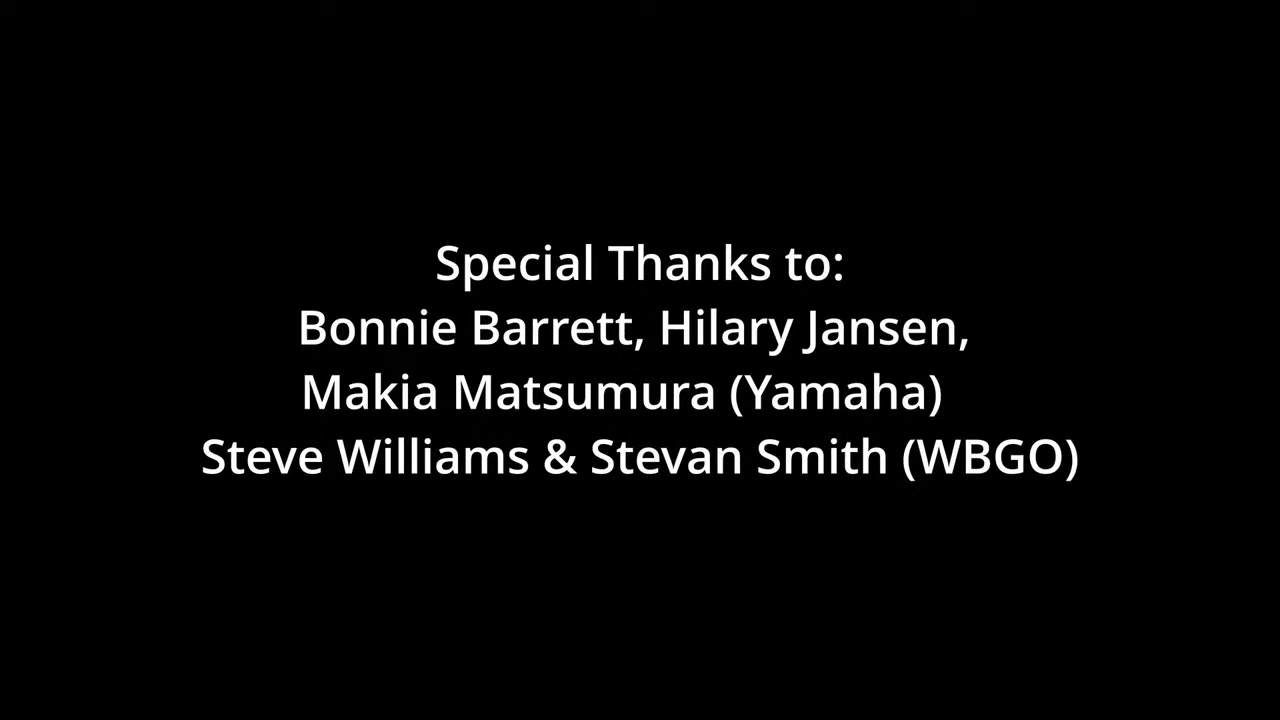 Special Thanks to:
Bonnie Barrett, Hilary Jansen,
Makia Matsumura (Yamaha)
Steve Williams & Stevan Smith (WBGO)